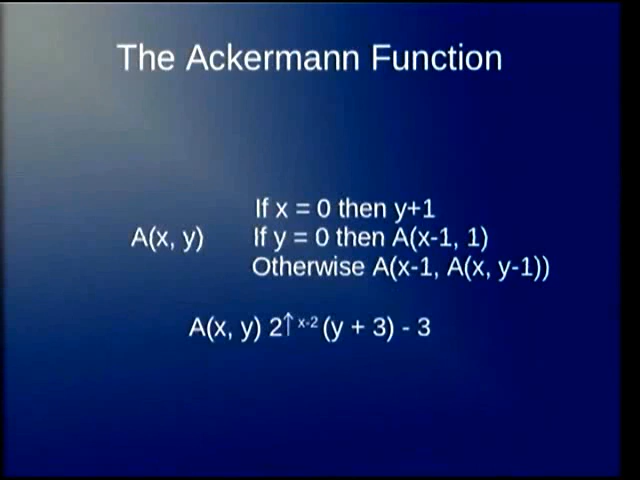 The Ackermann Function
If x = 0 then y+1
A(x, y) If y = 0 then A(x-1, 1)
Otherwise A(x-1, A(x, y-1))
A(x, y) 2↑x-2 (y + 3) - 3